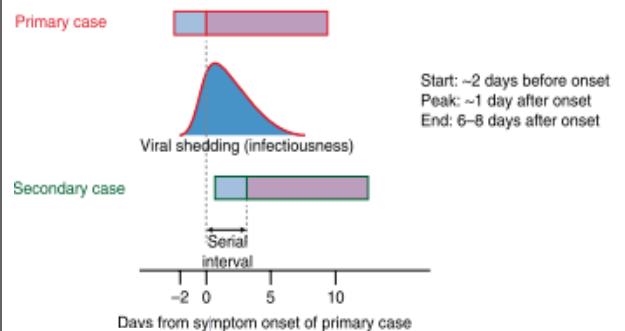 Primary case
Start: ~2 days before onset
Peak: ~1 day after onset
End: 6–8 days after onset
Viral shedding (infectiousness)
Secondary case
Serial
interval
−2 0 5 10
Days from symptom onset of primary case